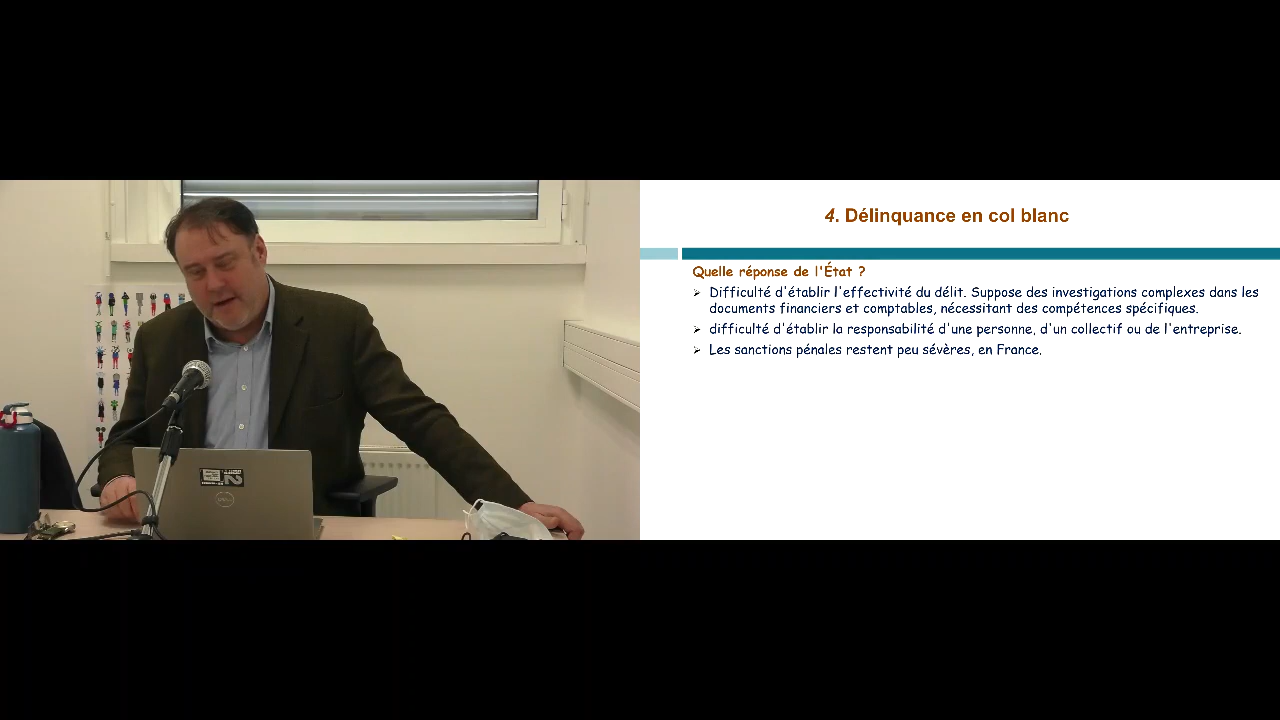 4. Délinquance en col blanc
Quelle réponse de l'État ?
Difficulté d'établir l'effectivité du délit. Suppose des investigations complexes dans les
documents financiers et comptables, nécessitant des compétences spécifiques.
difficulté d'établir la responsabilité d'une personne, d'un collectif ou de l'entreprise.
Les sanctions pénales restent peu sévères, en France.
DELL